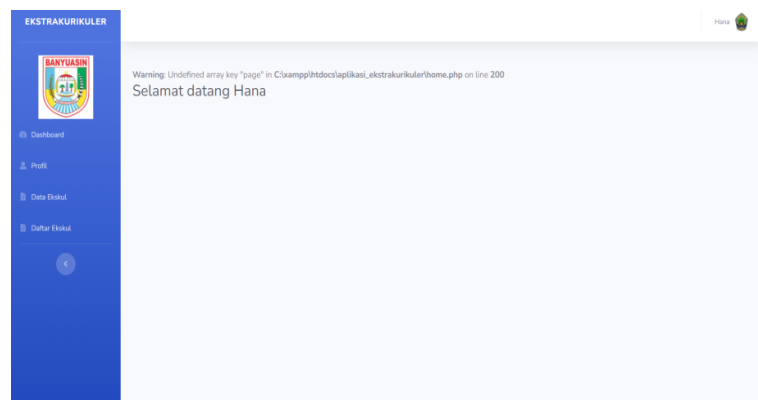 EKSTRAKURIKULER
Hana
BANYUASIN
Warning: Undefined array key "page" in C:\xampp\htdocs\aplikasi_ekstrakurikuler\home.php on line 200
Selamat datang Hana
Dashboard
Profil
Data Ekskul
Daftar Ekskul